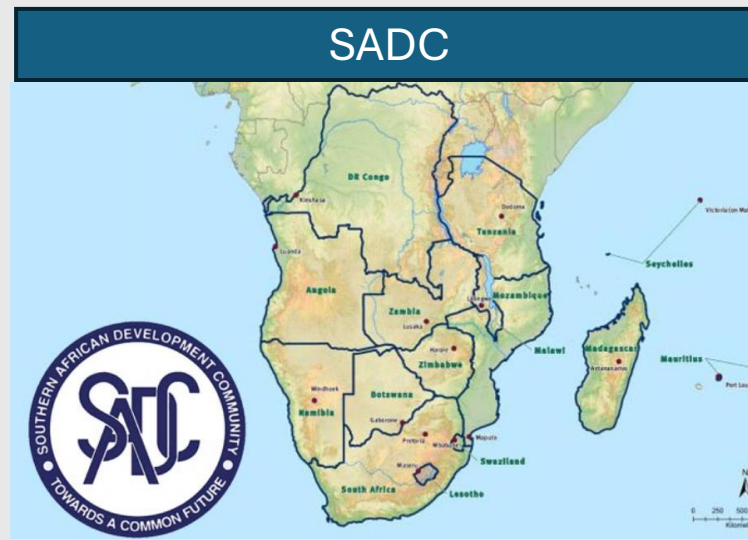 SADC
DR Congo
Kinshasa
Dodoma
Tanzania
Victoria
Seychelles
Luanda
Angola
Lilongwe
Mozambique
Zambia
Lusaka
Malawi
Harare
Zimbabwe
Madagascar
Antananarivo
Mauritius
Port
Windhoek
Namibia
Botswana
Gaborone
Pretoria
Mbabane
Maputo
Swaziland
Maseru
South Africa
Lesotho
N
0 250 500
SOUTHERN AFRICAN DEVELOPMENT COMMUNITY
SADC
TOWARDS A COMMON FUTURE